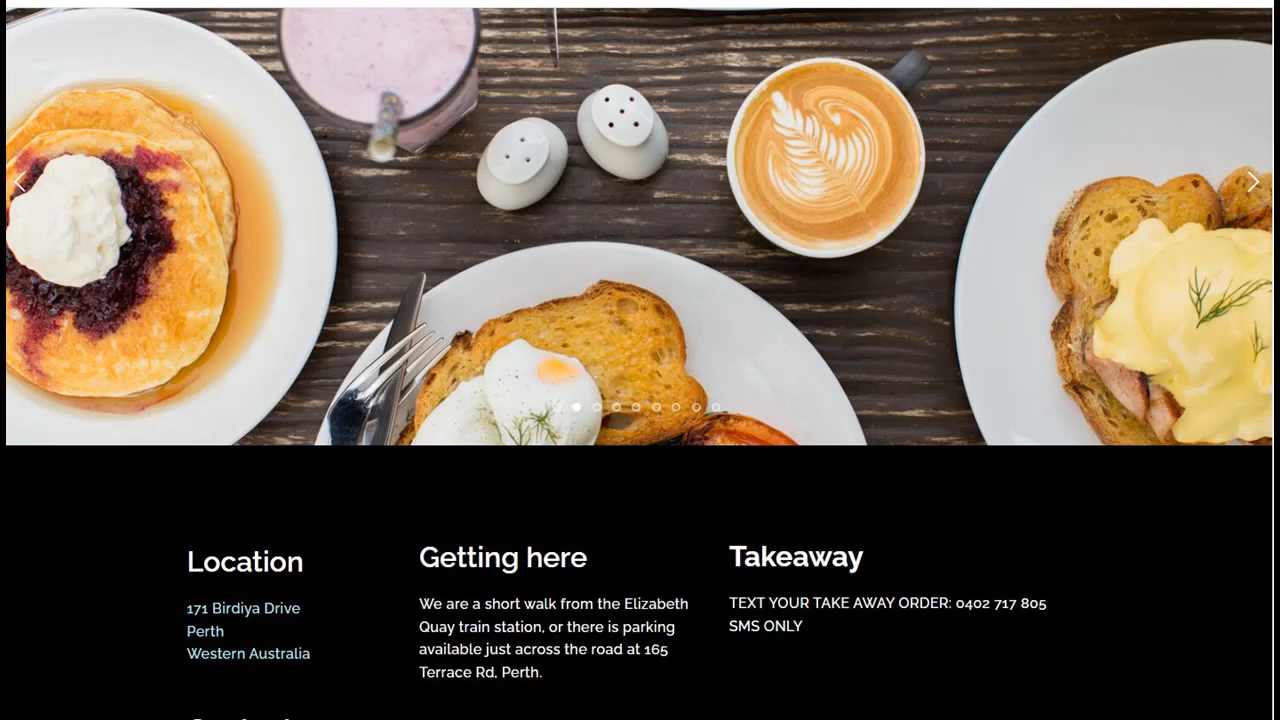 Location
171 Birdiya Drive
Perth
Western Australia
Getting here
We are a short walk from the Elizabeth
Quay train station, or there is parking
available just across the road at 165
Terrace Rd, Perth.
Takeaway
TEXT YOUR TAKE AWAY ORDER: 0402 717 805
SMS ONLY